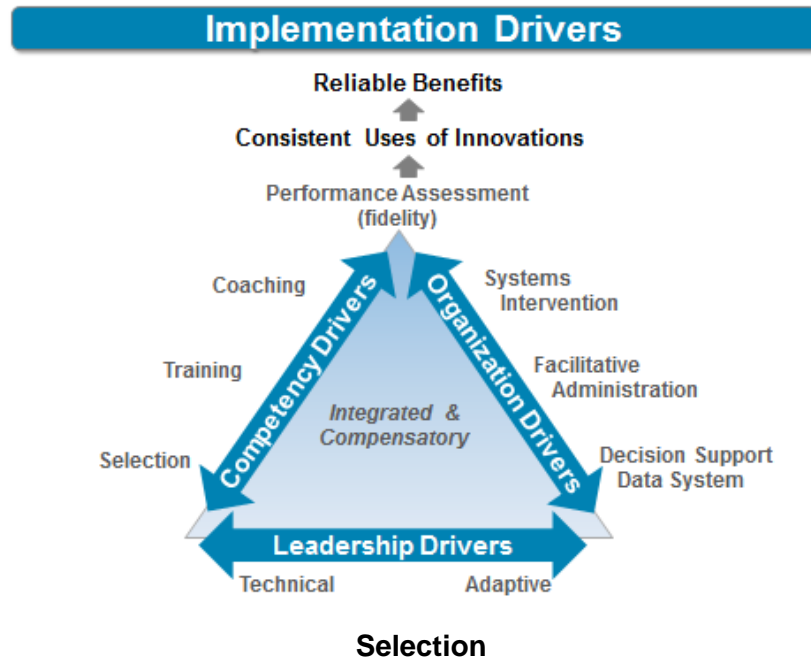 Implementation Drivers
Reliable Benefits
Consistent Uses of Innovations
Performance Assessment
(fidelity)
Coaching
Training
Selection
Competency Drivers
Integrated &
Compensatory
Organization Drivers
Systems
Intervention
Facilitative
Administration
Decision Support
Data System
Leadership Drivers
Technical
Adaptive
Selection